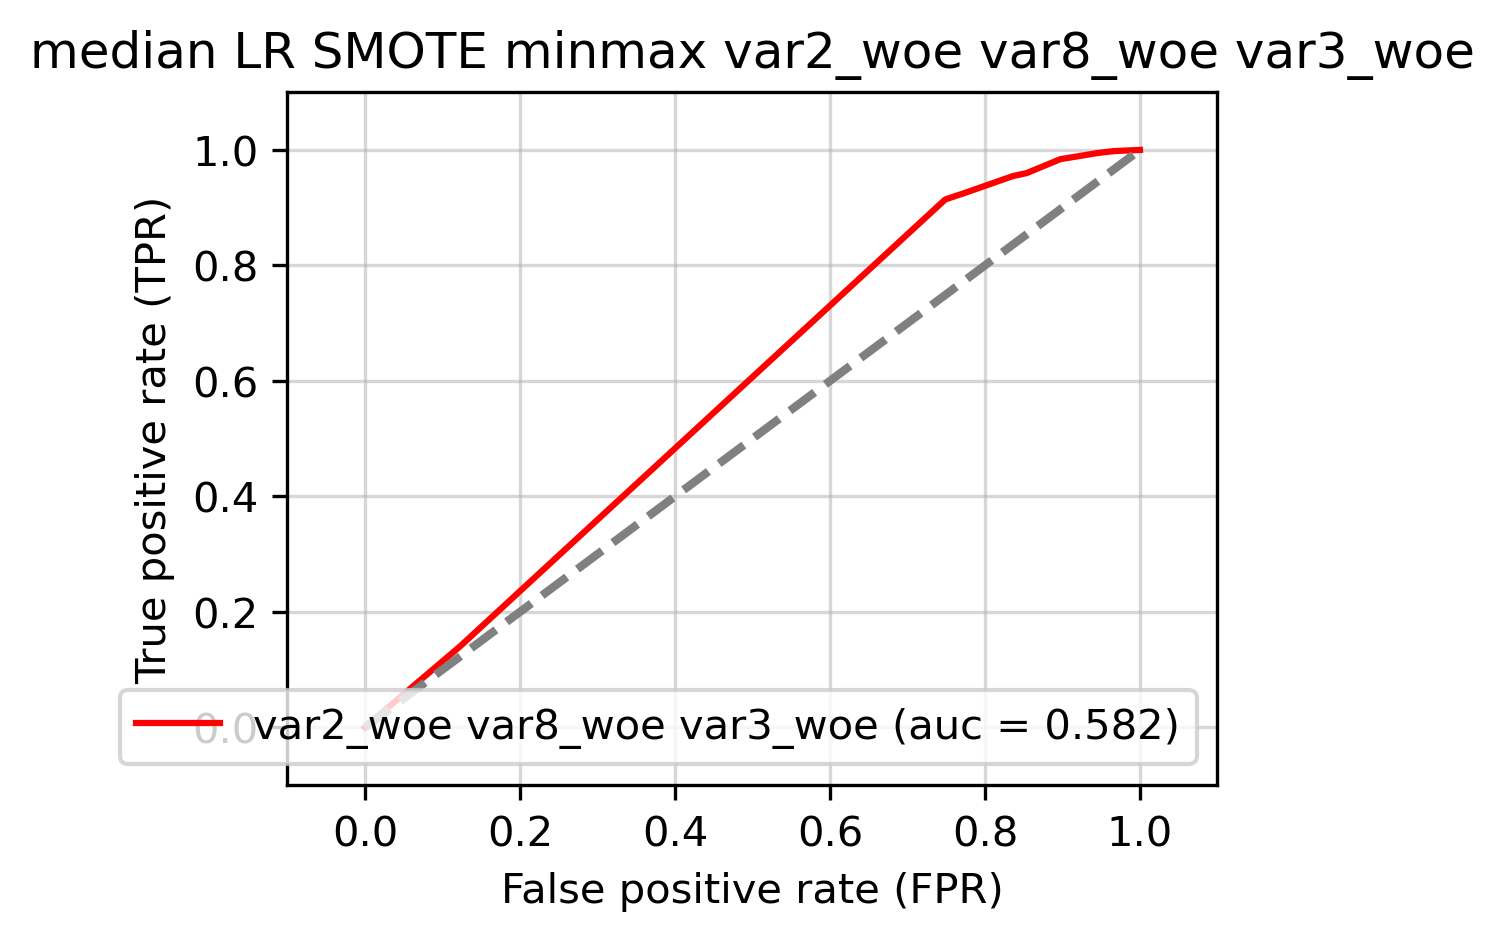 median LR SMOTE minmax var2_woe var8_woe var3_woe
True positive rate (TPR)
1.0
0.8
0.6
0.4
0.2
0.0
var2_woe var8_woe var3_woe (auc = 0.582)
0.0 0.2 0.4 0.6 0.8 1.0
False positive rate (FPR)